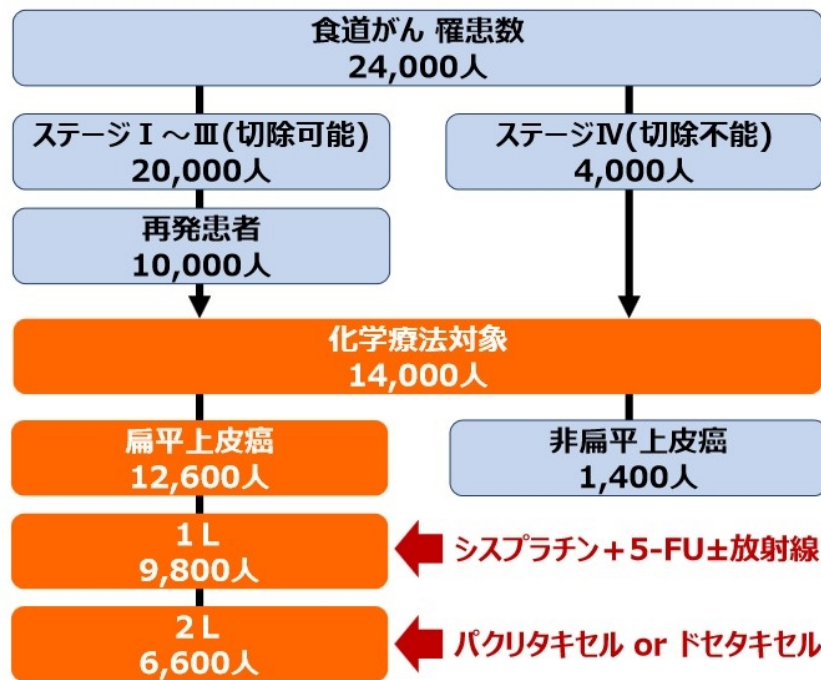 食道がん 罹患数
24,000人
ステージⅠ～Ⅲ(切除可能)
20,000人
ステージⅣ(切除不能)
4,000人
再発患者
10,000人
化学療法対象
14,000人
扁平上皮癌
12,600人
非扁平上皮癌
1,400人
1L
9,800人
シスプラチン+5-FU±放射線
2L
6,600人
パクリタキセル or ドセタキセル